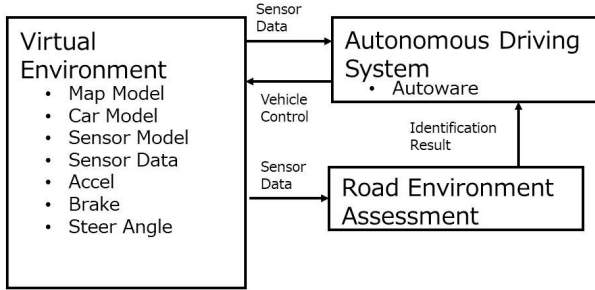 Virtual
Environment
• Map Model
• Car Model
• Sensor Model
• Sensor Data
• Accel
• Brake
• Steer Angle
Sensor
Data
Vehicle
Control
Sensor
Data
Autonomous Driving
System
• Autoware
Identification
Result
Road Environment
Assessment